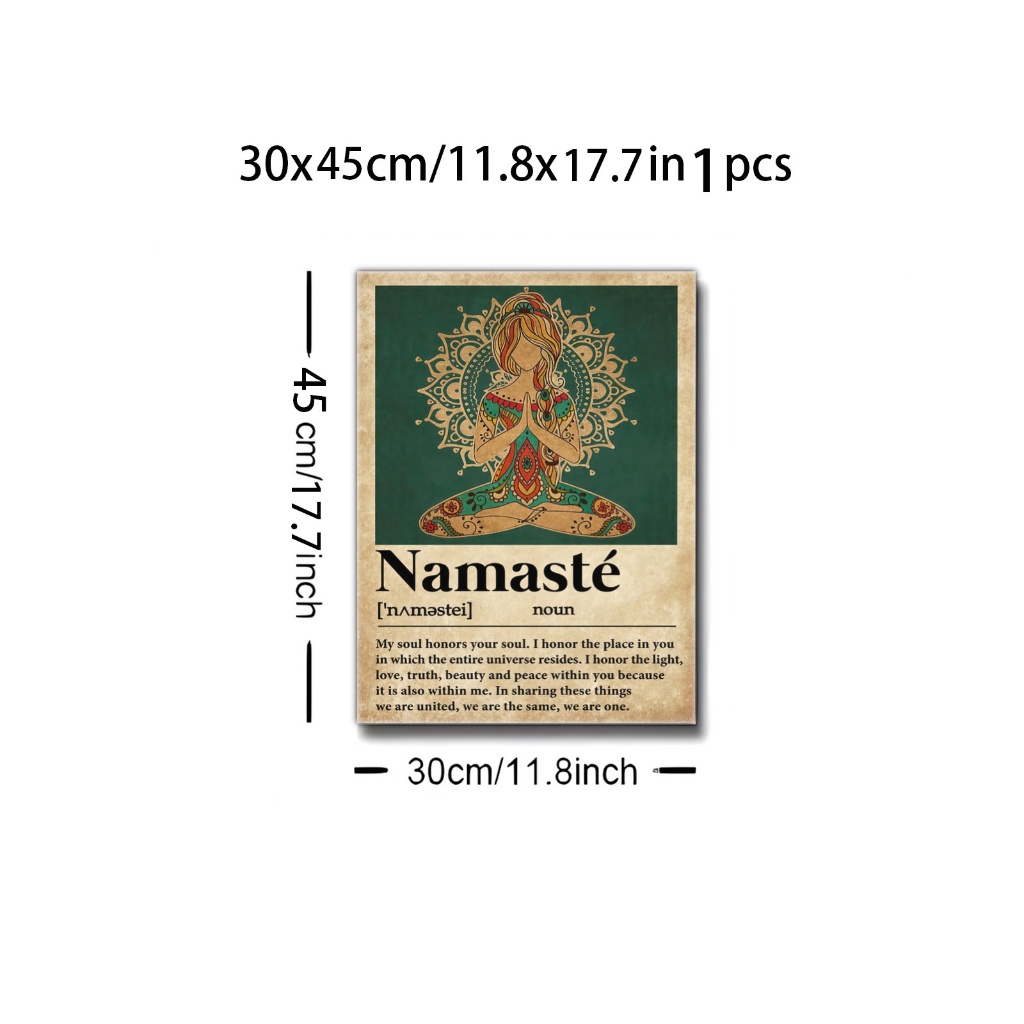 30x45cm/11.8x17.7in 1 pcs
45 cm/17.7inch
Namasté
['nʌməstei] noun
My soul honors your soul. I honor the place in you
in which the entire universe resides. I honor the light,
love, truth, beauty and peace within you because
it is also within me. In sharing these things
we are united, we are the same, we are one.
30cm/11.8inch